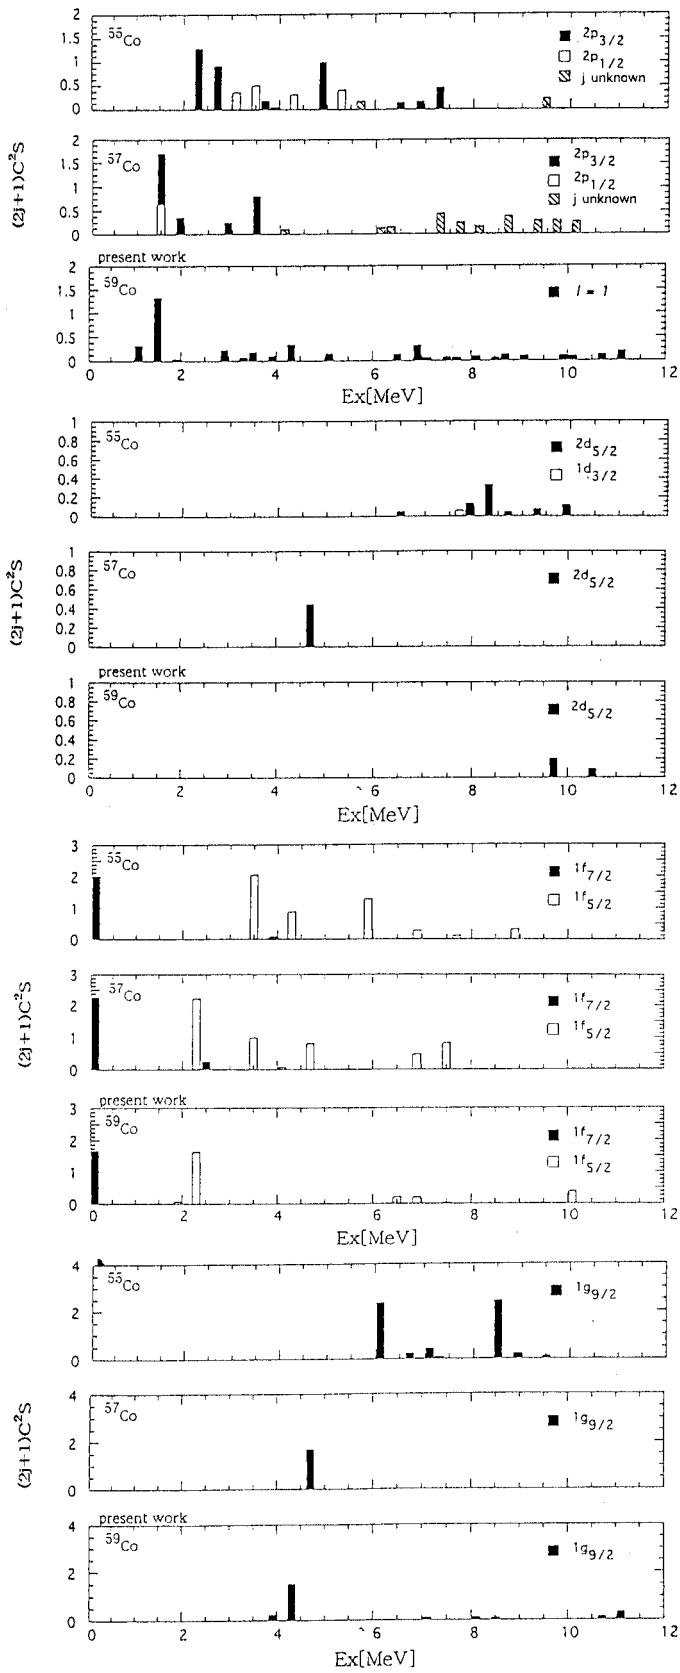 2
⁵⁵Co
■ 2p3/2
1.5
□ 2p1/2
1
j unknown
0.5
0
(2j+1)C²S
2
⁵⁷Co
■ 2p3/2
1.5
□ 2p1/2
1
j unknown
0.5
0
present work
2
⁵⁹Co
■ l = 1
1.5
1
0.5
0
0 2 4 6 8 10 12
Ex[MeV]
1
⁵⁵Co
■ 2d5/2
0.8
□ 1d3/2
0.6
0.4
0.2
0
(2j+1)C²S
1
⁵⁷Co
■ 2d5/2
0.8
0.6
0.4
0.2
0
present work
1
⁵⁹Co
■ 2d5/2
0.8
0.6
0.4
0.2
0
0 2 4 6 8 10 12
Ex[MeV]
3
⁵⁵Co
■ 1f7/2
2
□ 1f5/2
1
0
(2j+1)C²S
3
⁵⁷Co
■ 1f7/2
2
□ 1f5/2
1
0
present work
3
⁵⁹Co
■ 1f7/2
2
□ 1f5/2
1
0
0 2 4 6 8 10 12
Ex[MeV]
4
⁵⁵Co
■ 1g9/2
2
0
(2j+1)C²S
4
⁵⁷Co
■ 1g9/2
2
0
present work
4
⁵⁹Co
■ 1g9/2
2
0
0 2 4 6 8 10 12
Ex[MeV]